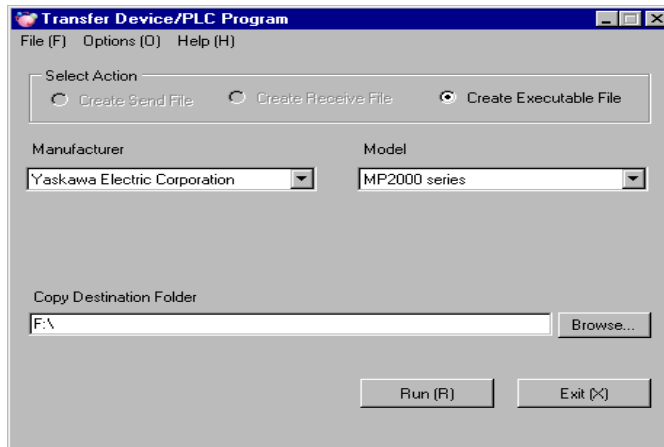 Transfer Device/PLC Program
File (F) Options (O) Help (H)
Select Action
Create Send File Create Receive File Create Executable File
Manufacturer Model
Yaskawa Electric Corporation MP2000 series
Copy Destination Folder
F:\ Browse...
Run (R) Exit (X)